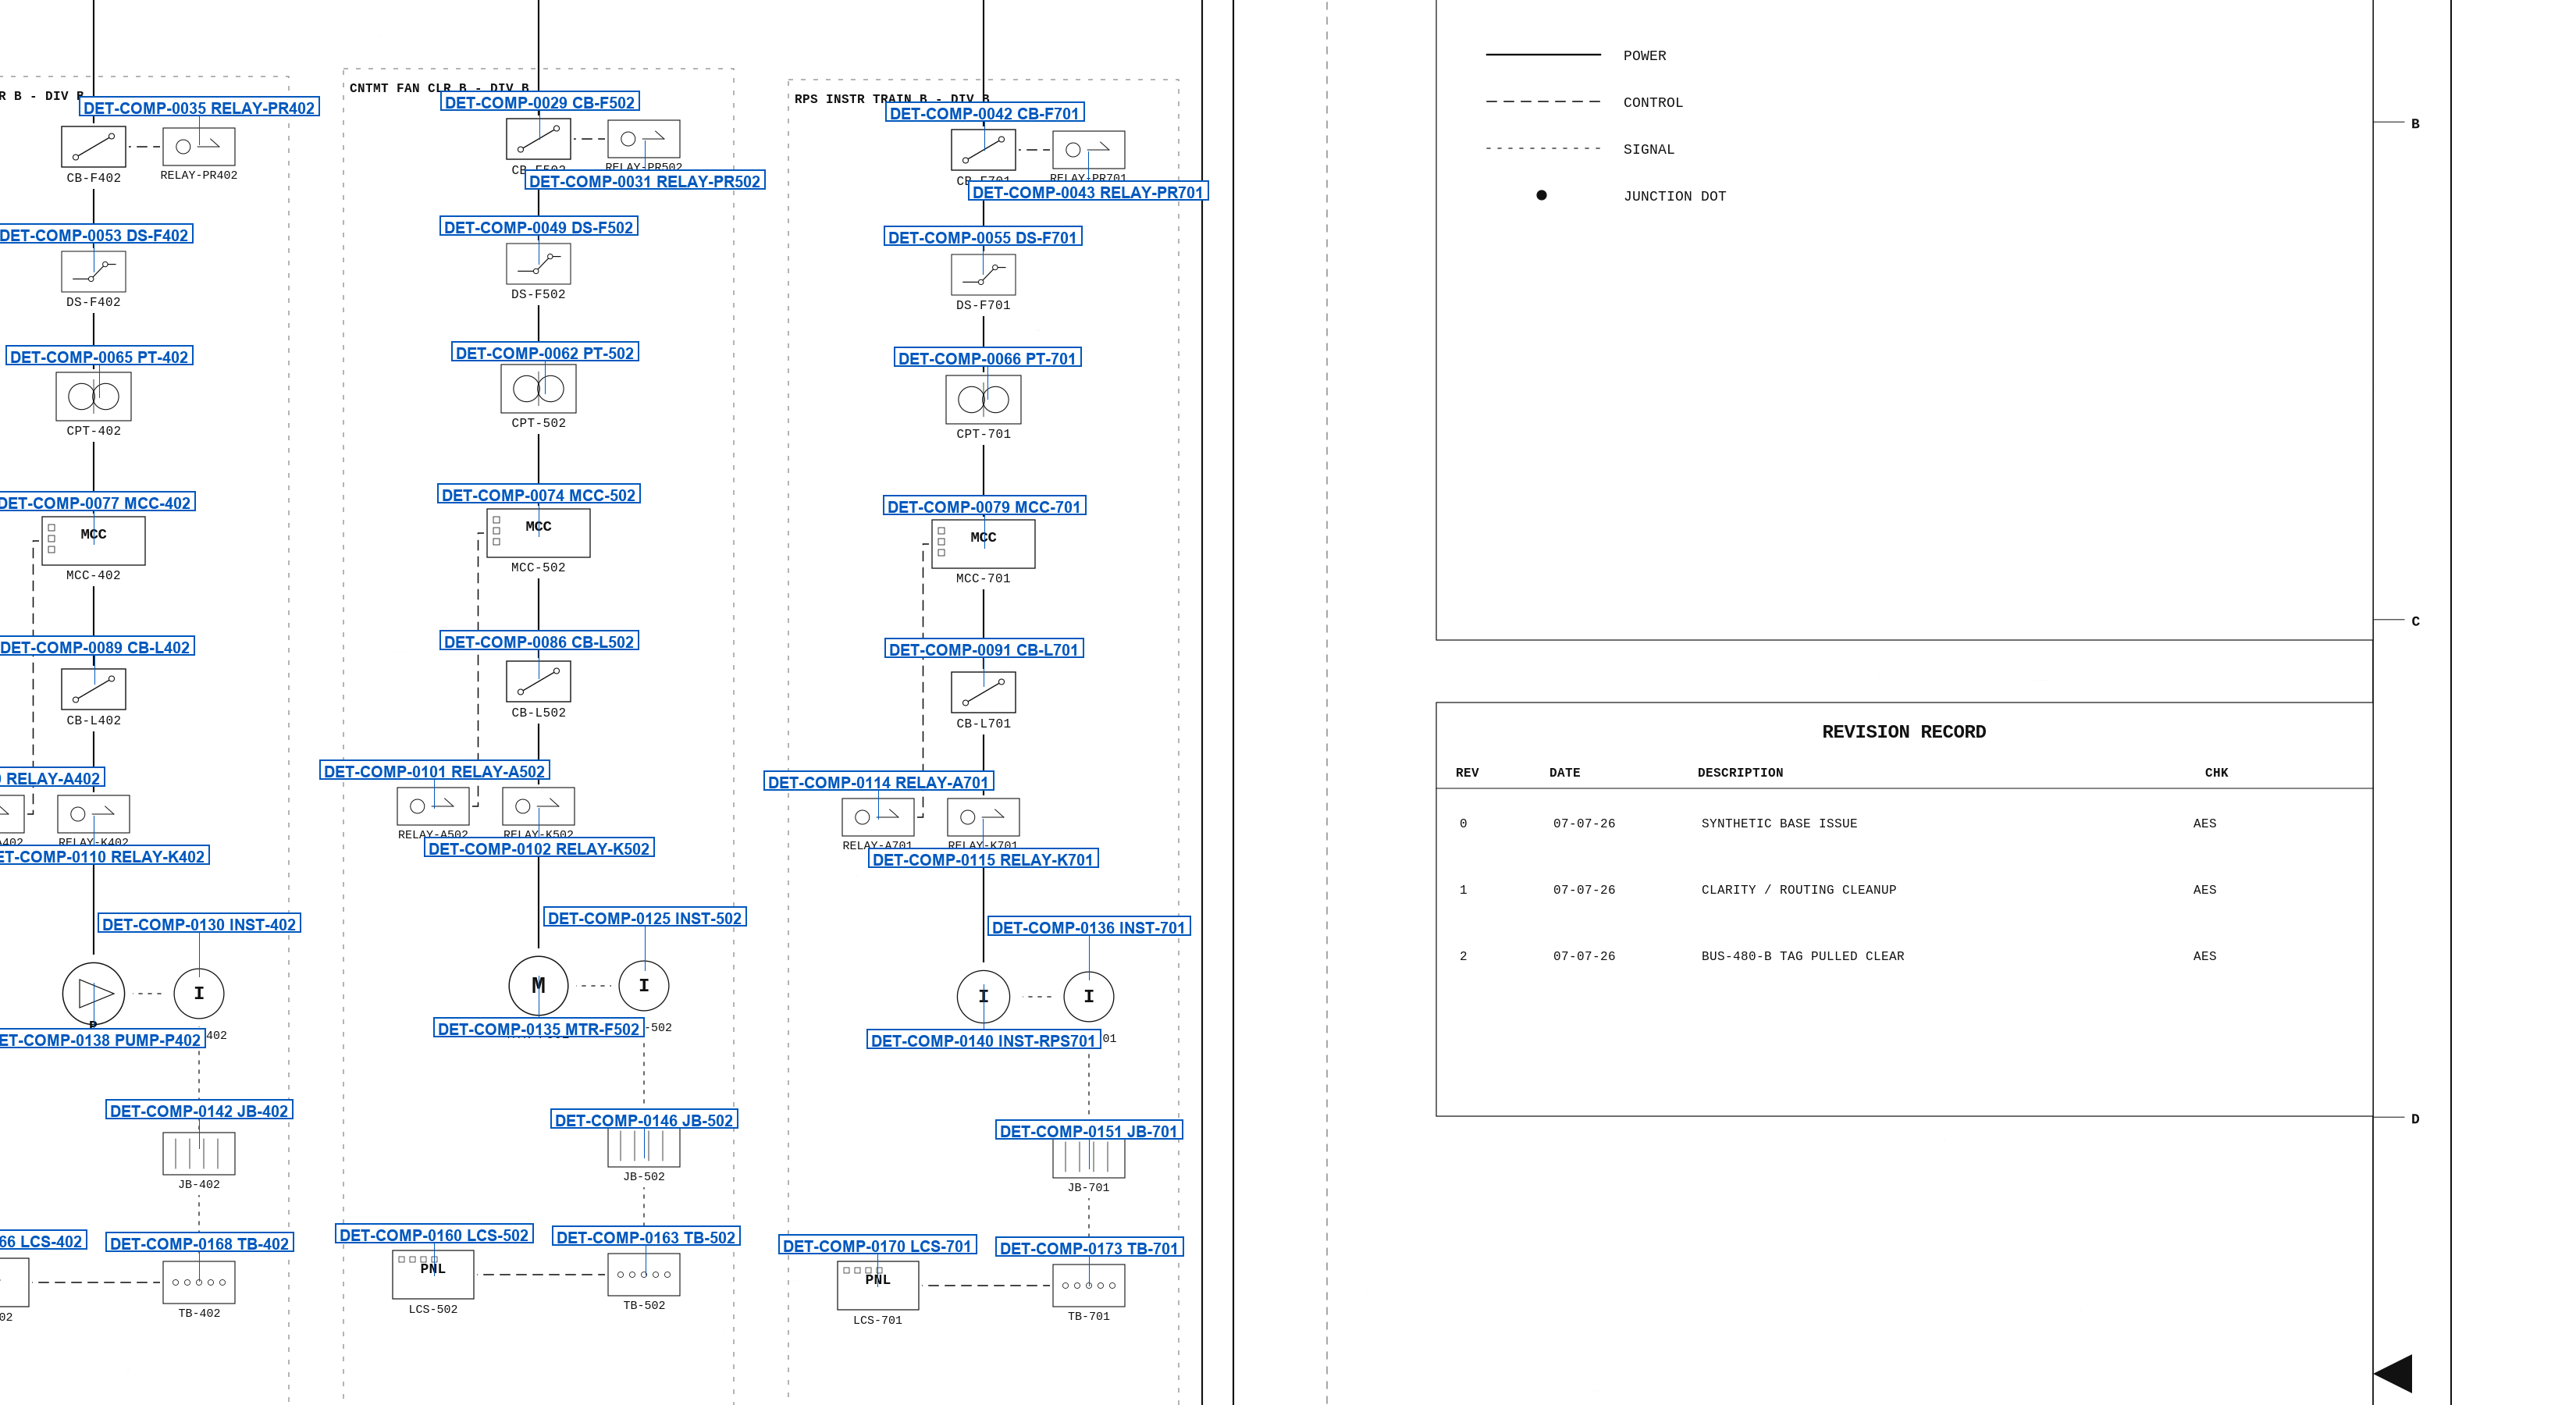 R B - DIV B
DET-COMP-0035 RELAY-PR402
CB-F402
RELAY-PR402
DET-COMP-0053 DS-F402
DS-F402
DET-COMP-0065 PT-402
CPT-402
DET-COMP-0077 MCC-402
MCC
MCC-402
DET-COMP-0089 CB-L402
CB-L402
RELAY-A402
RELAY-K402
DET-COMP-0110 RELAY-K402
DET-COMP-0130 INST-402
I
P
DET-COMP-0138 PUMP-P402
402
DET-COMP-0142 JB-402
JB-402
66 LCS-402
DET-COMP-0168 TB-402
02
TB-402
CNTMT FAN CLR B - DIV B
DET-COMP-0029 CB-F502
CB-F502
RELAY-PR502
DET-COMP-0031 RELAY-PR502
DET-COMP-0049 DS-F502
DS-F502
DET-COMP-0062 PT-502
CPT-502
DET-COMP-0074 MCC-502
MCC
MCC-502
DET-COMP-0086 CB-L502
CB-L502
DET-COMP-0101 RELAY-A502
RELAY-A502
RELAY-K502
DET-COMP-0102 RELAY-K502
DET-COMP-0125 INST-502
M
I
DET-COMP-0135 MTR-F502
-502
DET-COMP-0146 JB-502
JB-502
DET-COMP-0160 LCS-502
DET-COMP-0163 TB-502
PNL
LCS-502
TB-502
RPS INSTR TRAIN B - DIV B
DET-COMP-0042 CB-F701
CB-F701
RELAY-PR701
DET-COMP-0043 RELAY-PR701
DET-COMP-0055 DS-F701
DS-F701
DET-COMP-0066 PT-701
CPT-701
DET-COMP-0079 MCC-701
MCC
MCC-701
DET-COMP-0091 CB-L701
CB-L701
DET-COMP-0114 RELAY-A701
RELAY-A701
RELAY-K701
DET-COMP-0115 RELAY-K701
DET-COMP-0136 INST-701
I
I
DET-COMP-0140 INST-RPS701
01
DET-COMP-0151 JB-701
JB-701
DET-COMP-0170 LCS-701
DET-COMP-0173 TB-701
PNL
LCS-701
TB-701
POWER
CONTROL
SIGNAL
JUNCTION DOT
B
C
D
REVISION RECORD
REV DATE DESCRIPTION CHK
0 07-07-26 SYNTHETIC BASE ISSUE AES
1 07-07-26 CLARITY / ROUTING CLEANUP AES
2 07-07-26 BUS-480-B TAG PULLED CLEAR AES